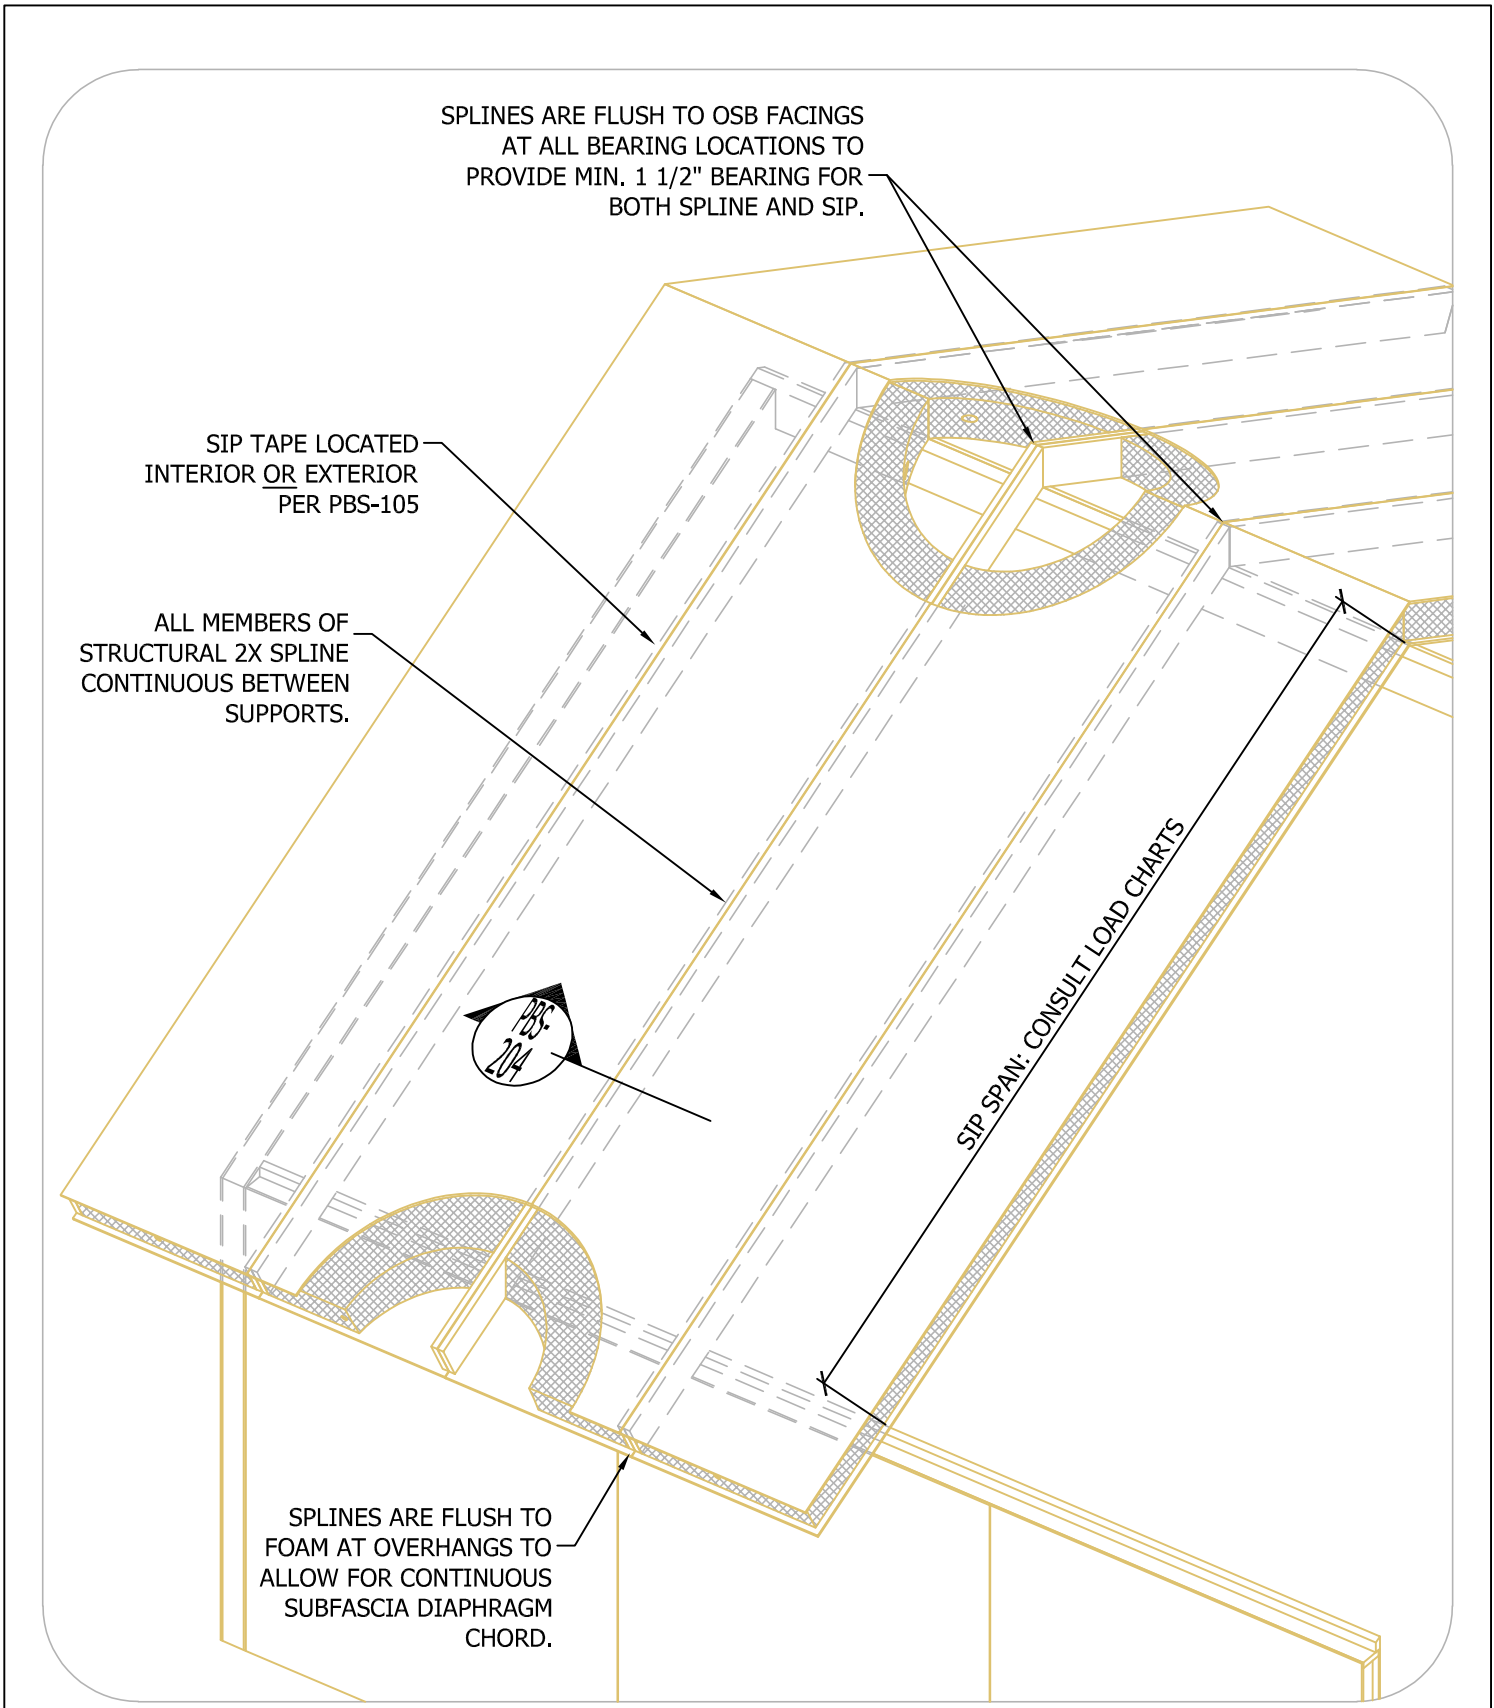 SPLINES ARE FLUSH TO OSB FACINGS
AT ALL BEARING LOCATIONS TO
PROVIDE MIN. 1 1/2" BEARING FOR
BOTH SPLINE AND SIP.
SIP TAPE LOCATED
INTERIOR OR EXTERIOR
PER PBS-105
ALL MEMBERS OF
STRUCTURAL 2X SPLINE
CONTINUOUS BETWEEN
SUPPORTS.
SIP SPAN: CONSULT LOAD CHARTS
PBS-
204
SPLINES ARE FLUSH TO
FOAM AT OVERHANGS TO
ALLOW FOR CONTINUOUS
SUBFASCIA DIAPHRAGM
CHORD.